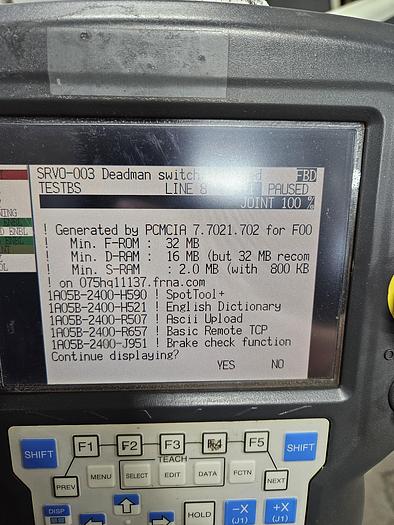 SRVO-003 Deadman switch FBD
TESTBS LINE 8 PAUSED
JOINT 100 %
! Generated by PCMCIA 7.7021.702 for F00
! Min. F-ROM : 32 MB
! Min. D-RAM : 16 MB (but 32 MB recom
! Min. S-RAM : 2.0 MB (with 800 KB
! on 075hq11137.frna.com
1A05B-2400-H590 ! SpotTool+
1A05B-2400-H521 ! English Dictionary
1A05B-2400-R507 ! Ascii Upload
1A05B-2400-R657 ! Basic Remote TCP
1A05B-2400-J951 ! Brake check function
Continue displaying?
YES NO
SHIFT F1 F2 F3 F4 F5 SHIFT
TEACH
PREV MENU SELECT EDIT DATA FCTN NEXT
DISP HOLD -X (J1) +X (J1)